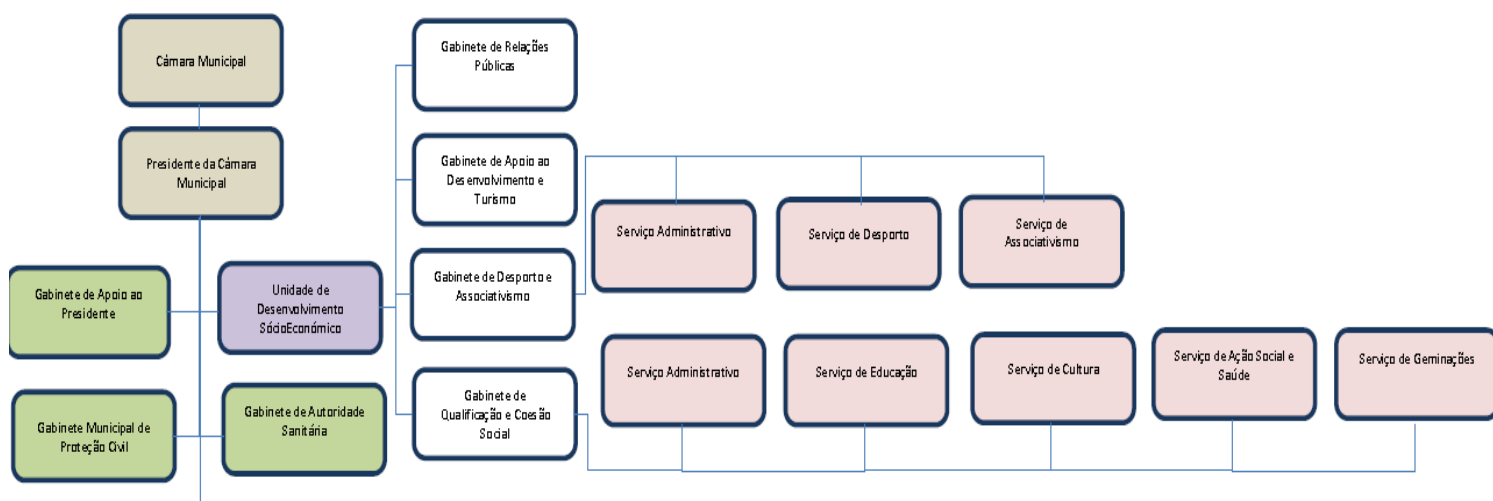 Câmara Municipal
Presidente da Câmara
Municipal
Gabinete de Apoio ao
Presidente
Gabinete Municipal de
Proteção Civil
Unidade de
Desenvolvimento
SócioEconómico
Gabinete de Autoridade
Sanitária
Gabinete de Relações
Públicas
Gabinete de Apoio ao
Desenvolvimento e
Turismo
Gabinete de Desporto e
Associativismo
Gabinete de
Qualificação e Coesão
Social
Serviço Administrativo
Serviço de Desporto
Serviço de
Associativismo
Serviço Administrativo
Serviço de Educação
Serviço de Cultura
Serviço de Ação Social e
Saúde
Serviço de Geminações